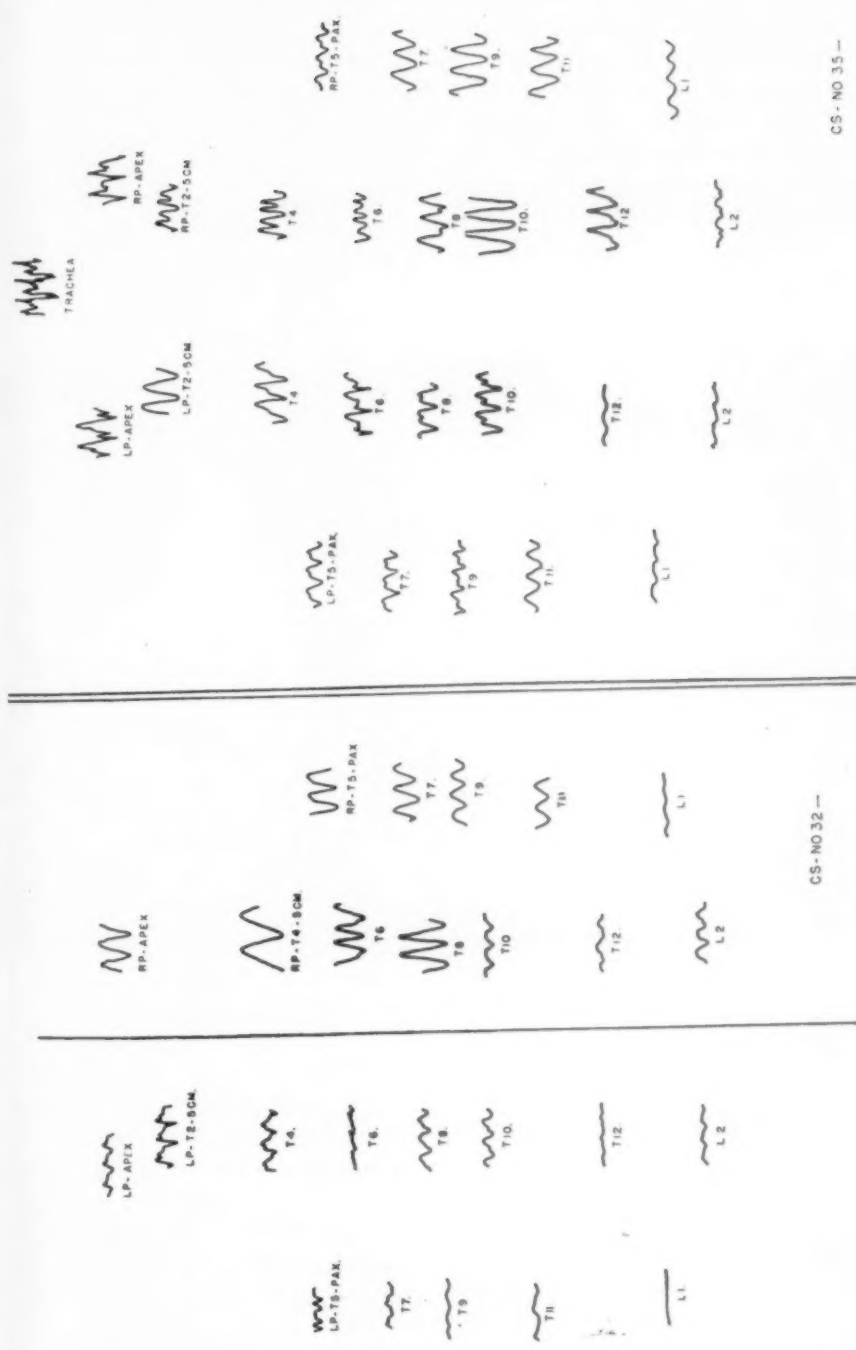 LP-APEX
RP-APEX
LP-T2-5CM.
T4.
RP-T4-5CM.
LP-T5-PAX.
RP-T5-PAX
T6.
T6
T7.
T7.
T8.
T8
T9
T9.
T10.
T10
T11
T11
T12.
T12.
L1.
L1
L2
L2
CS-NO 32—
TRACHEA
LP-APEX
RP-APEX
LP-T2-5CM
RP-T2-5CM
T4
T4
LP-T5-PAX.
RP-T5-PAX.
T6.
T6.
T7.
T7
T8.
T8
T9
T9.
T10.
T10.
T11.
T11
T12.
T12
L1
L1
L2
L2
CS-NO 35—